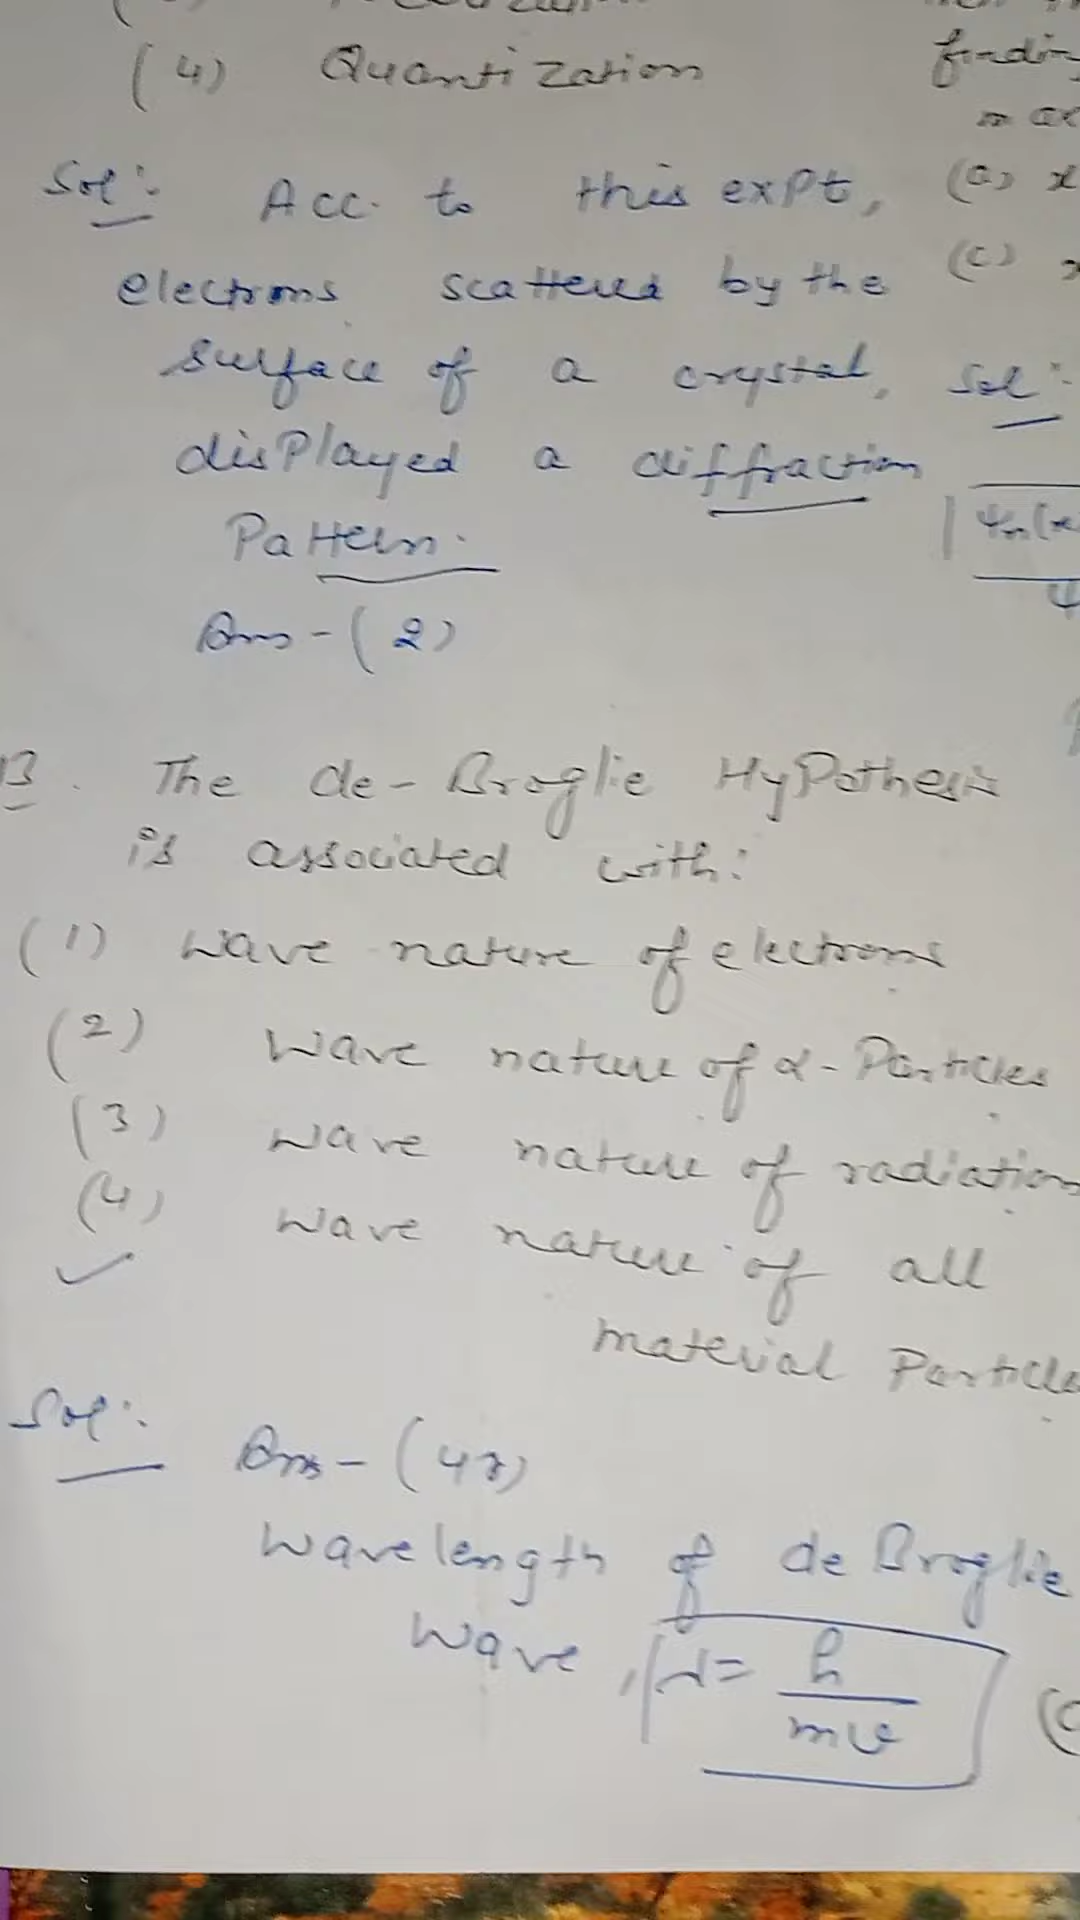 (4) Quantization
Sol:- Acc. to this expt,
electrons scattered by the
surface of a crystal,
displayed a diffraction
Pattern.
Ans-(2)
13. The de-Broglie Hypothesis
is associated with:
(1) wave nature of electrons
(2) wave nature of α-Particles
(3) wave nature of radiation
(4) wave nature of all
material Particle
Sol:- Ans-(4)
Wavelength of de Broglie
wave, λ = h/mv
(a) x
(c)
Sol:-